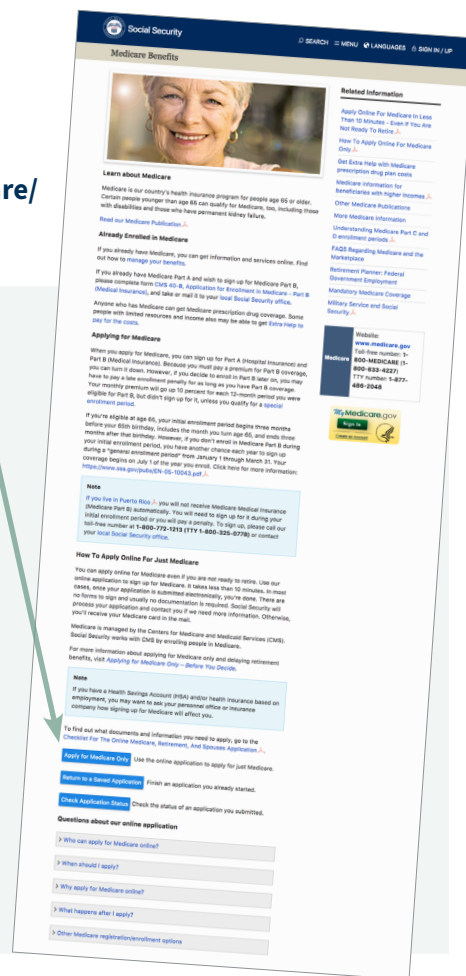 are/
Social Security
SEARCH MENU LANGUAGES SIGN IN / UP
Medicare Benefits
Learn about Medicare
Medicare is our country's health insurance program for people age 65 or older.
Certain people younger than age 65 can qualify for Medicare, too, including those
with disabilities and those who have permanent kidney failure.
Read our Medicare Publication
Already Enrolled in Medicare
If you already have Medicare, you can get information and services online. Find
out how to manage your benefits.
If you already have Medicare Part A and wish to sign up for Medicare Part B,
please complete form CMS 40-B, Application for Enrollment in Medicare - Part B
(Medical Insurance), and take or mail it to your local Social Security office.
Anyone who has Medicare can get Medicare prescription drug coverage. Some
people with limited resources and income also may be able to get Extra Help to
pay for the costs.
Applying for Medicare
When you apply for Medicare, you can sign up for Part A (Hospital Insurance) and
Part B (Medical Insurance). Because you must pay a premium for Part B coverage,
you can turn it down. However, if you decide to enroll in Part B later on, you may
have to pay a late enrollment penalty for as long as you have Part B coverage.
Your monthly premium will go up 10 percent for each 12-month period you were
eligible for Part B, but didn't sign up for it, unless you qualify for a special
enrollment period.
If you're eligible at age 65, your initial enrollment period begins three months
before your 65th birthday, includes the month you turn age 65, and ends three
months after that birthday. However, if you don't enroll in Medicare Part B during
your initial enrollment period, you have another chance each year to sign up
during a "general enrollment period" from January 1 through March 31. Your
coverage begins on July 1 of the year you enroll. Click here for more information:
https://www.ssa.gov/pubs/EN-05-10043.pdf
Note
If you live in Puerto Rico, you will not receive Medicare Medical Insurance
(Medicare Part B) automatically. You will need to sign up for it during your
initial enrollment period or you will pay a penalty. To sign up, please call our
toll-free number at 1-800-772-1213 (TTY 1-800-325-0778) or contact
your local Social Security office.
How To Apply Online For Just Medicare
You can apply online for Medicare even if you are not ready to retire. Use our
online application to sign up for Medicare. It takes less than 10 minutes. In most
cases, once your application is submitted electronically, you're done. There are
no forms to sign and usually no documentation is required. Social Security will
process your application and contact you if we need more information. Otherwise,
you'll receive your Medicare card in the mail.
Medicare is managed by the Centers for Medicare and Medicaid Services (CMS).
Social Security works with CMS by enrolling people in Medicare.
For more information about applying for Medicare only and delaying retirement
benefits, visit Applying for Medicare Only – Before You Decide.
Note
If you have a Health Savings Account (HSA) and/or health insurance based on
employment, you may want to ask your personnel office or insurance
company how signing up for Medicare will affect you.
To find out what documents and information you need to apply, go to the
Checklist For The Online Medicare, Retirement, And Spouses Application
Apply for Medicare Only Use the online application to apply for just Medicare.
Return to a Saved Application Finish an application you already started.
Check Application Status Check the status of an application you submitted.
Questions about our online application
> Who can apply for Medicare online?
> When should I apply?
> Why apply for Medicare online?
> What happens after I apply?
> Other Medicare registration/enrollment options
Related Information
Apply Online For Medicare In Less
Than 10 Minutes - Even If You Are
Not Ready To Retire
How To Apply Online For Medicare
Only
Get Extra Help with Medicare
prescription drug plan costs
Medicare Information for
beneficiaries with higher incomes
Other Medicare Publications
More Medicare Information
Understanding Medicare Part C and
D enrollment periods
FAQS Regarding Medicare and the
Marketplace
Retirement Planner: Federal
Government Employment
Mandatory Medicare Coverage
Military Service and Social
Security
Medicare
Website:
www.medicare.gov
Toll-free number: 1-
800-MEDICARE (1-
800-633-4227)
TTY number: 1-877-
486-2048
MyMedicare.gov
Sign In
Create an Account